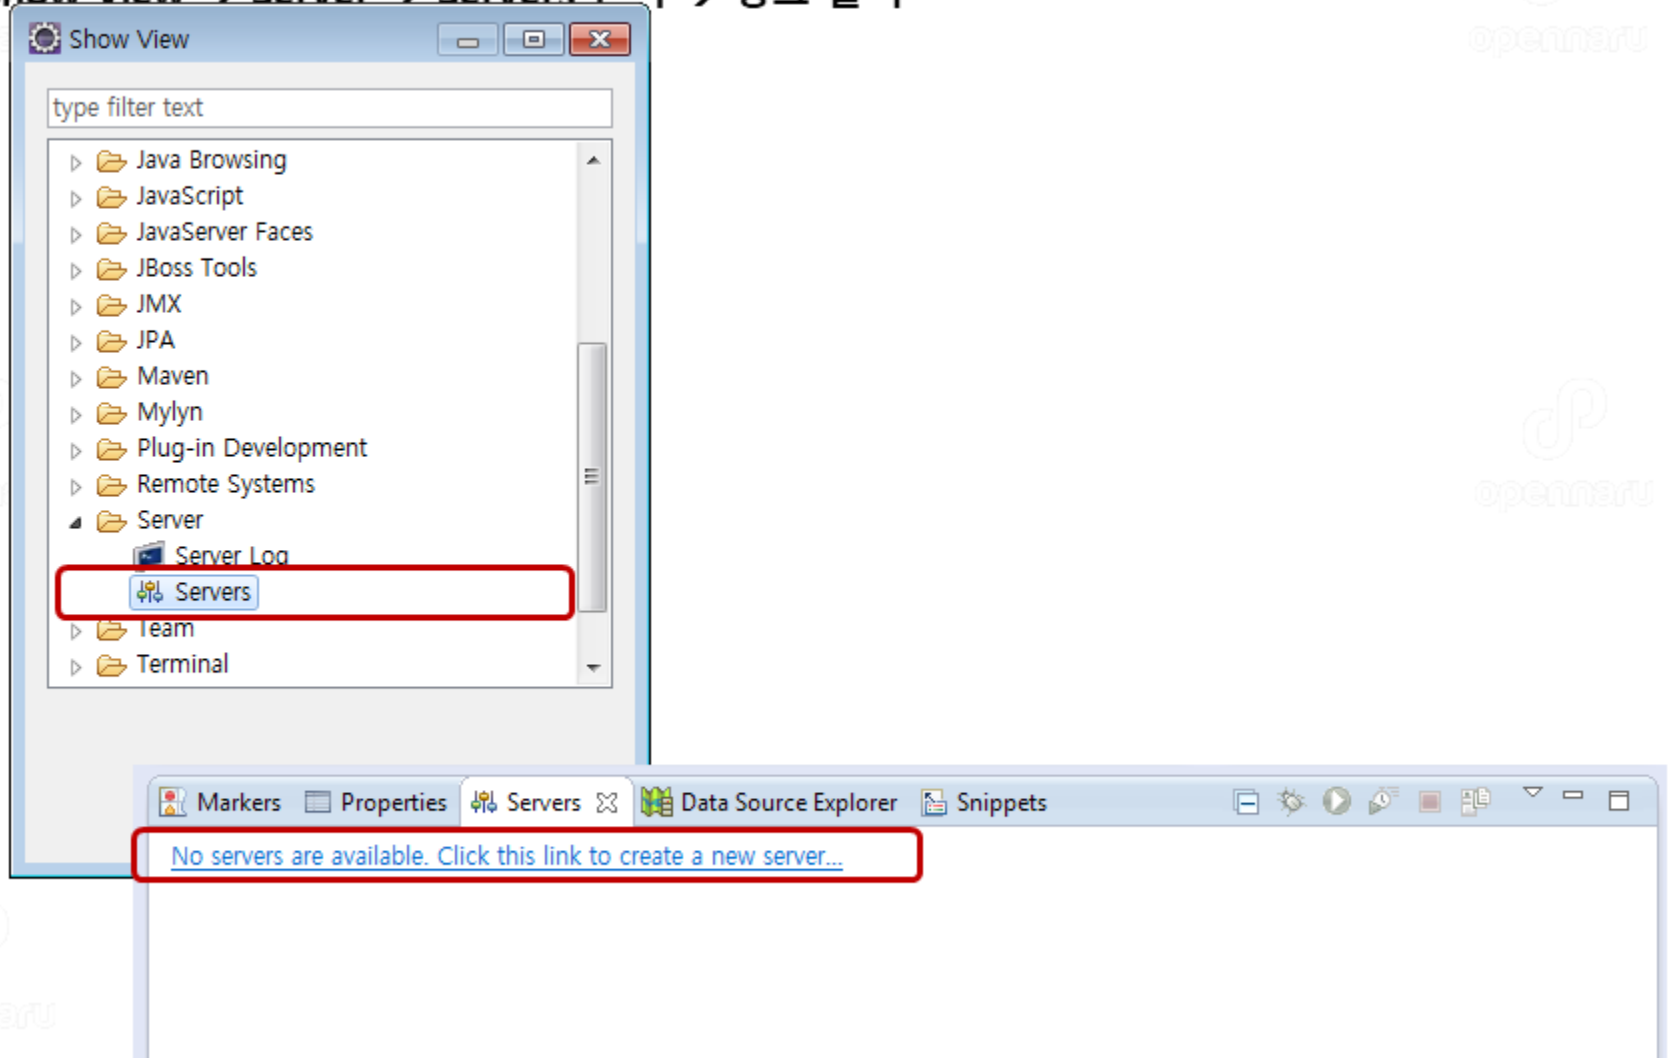 Show View
type filter text
Java Browsing
JavaScript
JavaServer Faces
JBoss Tools
JMX
JPA
Maven
Mylyn
Plug-in Development
Remote Systems
Server
Server Log
Servers
Team
Terminal
Markers Properties Servers Data Source Explorer Snippets
No servers are available. Click this link to create a new server...
opennaru
opennaru